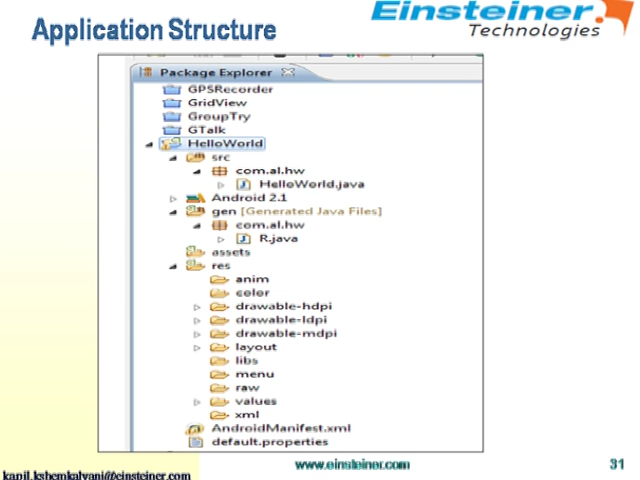 Application Structure
Einsteiner
Technologies
Package Explorer
GPSRecorder
GridView
GroupTry
GTalk
HelloWorld
src
com.al.hw
HelloWorld.java
Android 2.1
gen [Generated Java Files]
com.al.hw
R.java
assets
res
anim
color
drawable-hdpi
drawable-ldpi
drawable-mdpi
layout
libs
menu
raw
values
xml
AndroidManifest.xml
default.properties
kapil.kshemkalyani@einsteiner.com
www.einsteiner.com
31